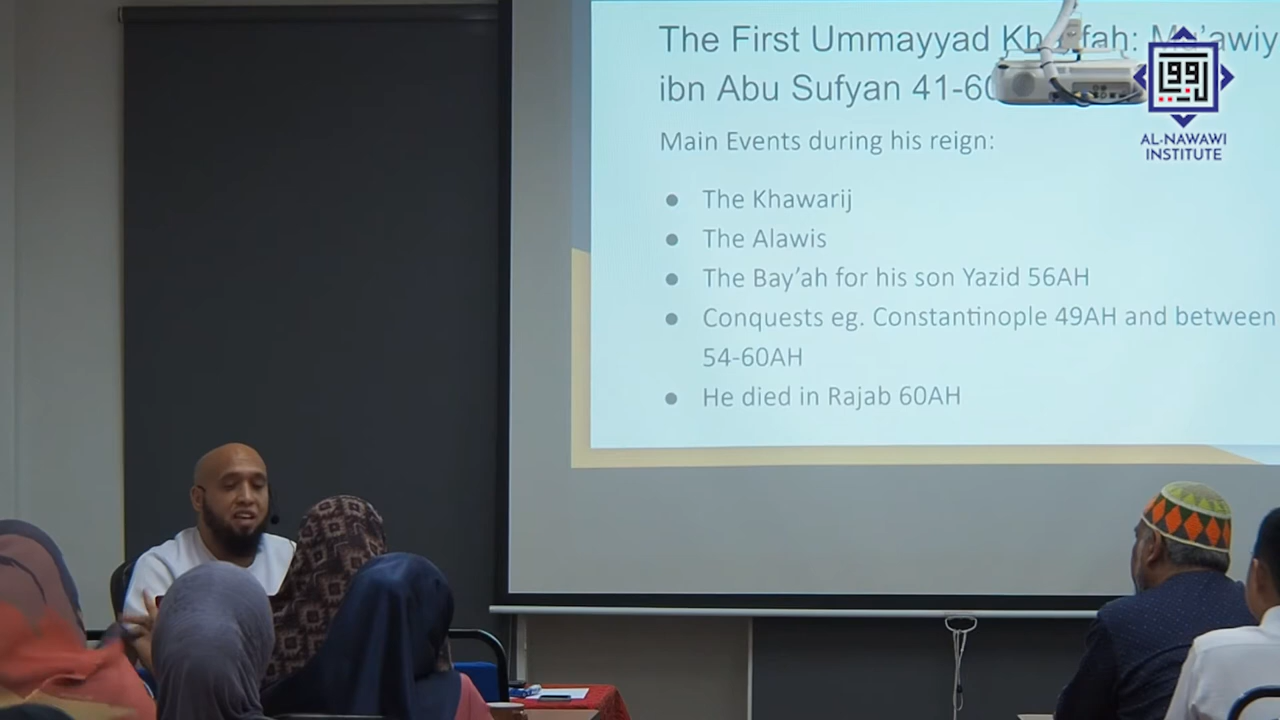 The First Ummayyad
ibn Abu Sufyan 41-60
Main Events during his reign:
● The Khawarij
● The Alawis
● The Bay’ah for his son Yazid 56AH
● Conquests eg. Constantinople 49AH and between
54-60AH
● He died in Rajab 60AH
AL-NAWAWI
INSTITUTE